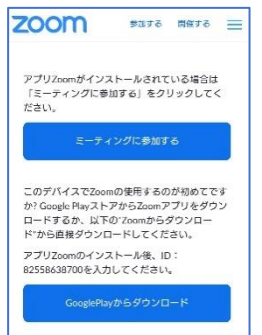 zoom 参加する 開催する
アプリZoomがインストールされている場合は
「ミーティングに参加する」をクリックしてく
ださい。
ミーティングに参加する
このデバイスでZoomの使用するのが初めてです
か? Google PlayストアからZoomアプリをダウン
ロードするか、以下の"Zoomからダウンロー
ド"から直接ダウンロードしてください。
アプリZoomのインストール後、ID：
82558638700を入力してください。
GooglePlayからダウンロード